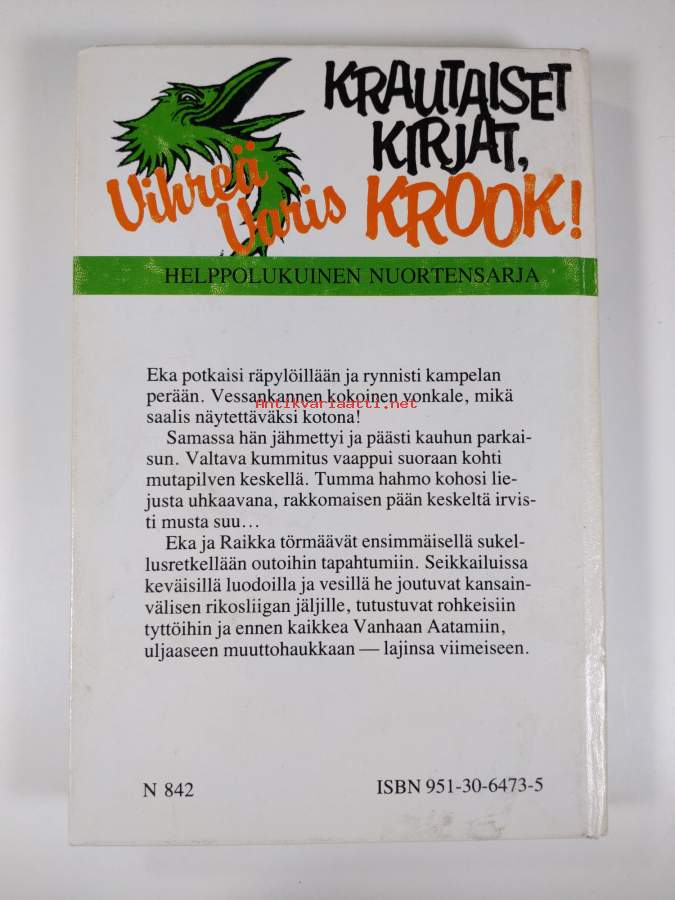 KRAUTAISET
KIRJAT,
KROOK!
Vihreä
Varis
HELPPOLUKUINEN NUORTENSARJA
Eka potkaisi räpylöillään ja rynnisti kampelan
perään. Vessankannen kokoinen vonkale, mikä
Antikvariaatti.net
saalis näytettäväksi kotona!
Samassa hän jähmettyi ja päästi kauhun parkai-
sun. Valtava kummitus vaappui suoraan kohti
mutapilven keskellä. Tumma hahmo kohosi lie-
justa uhkaavana, rakkomaisen pään keskeltä irvis-
ti musta suu...
Eka ja Raikka törmäävät ensimmäisellä sukel-
lusretkellään outoihin tapahtumiin. Seikkailuissa
keväisillä luodoilla ja vesillä he joutuvat kansain-
välisen rikosliigan jäljille, tutustuvat rohkeisiin
tyttöihin ja ennen kaikkea Vanhaan Aatamiin,
uljaaseen muuttohaukkaan — lajinsa viimeiseen.
N 842
ISBN 951-30-6473-5